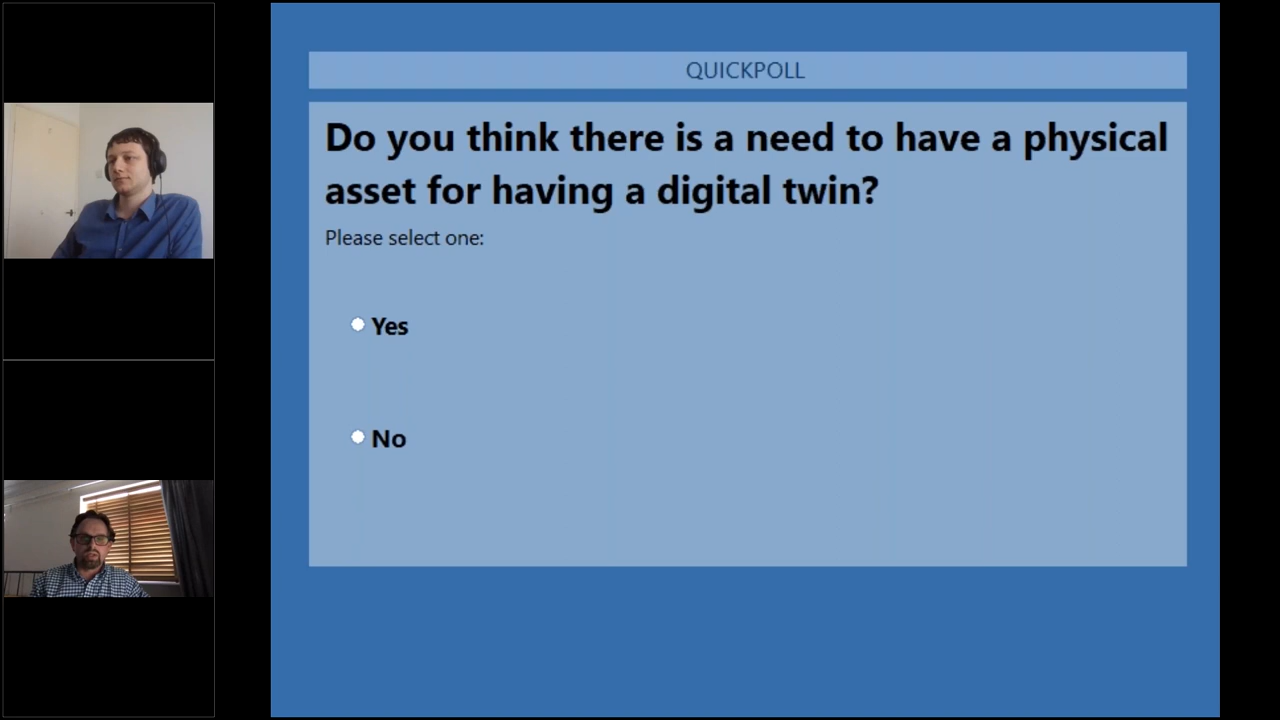 QUICKPOLL
Do you think there is a need to have a physical
asset for having a digital twin?
Please select one:
Yes
No